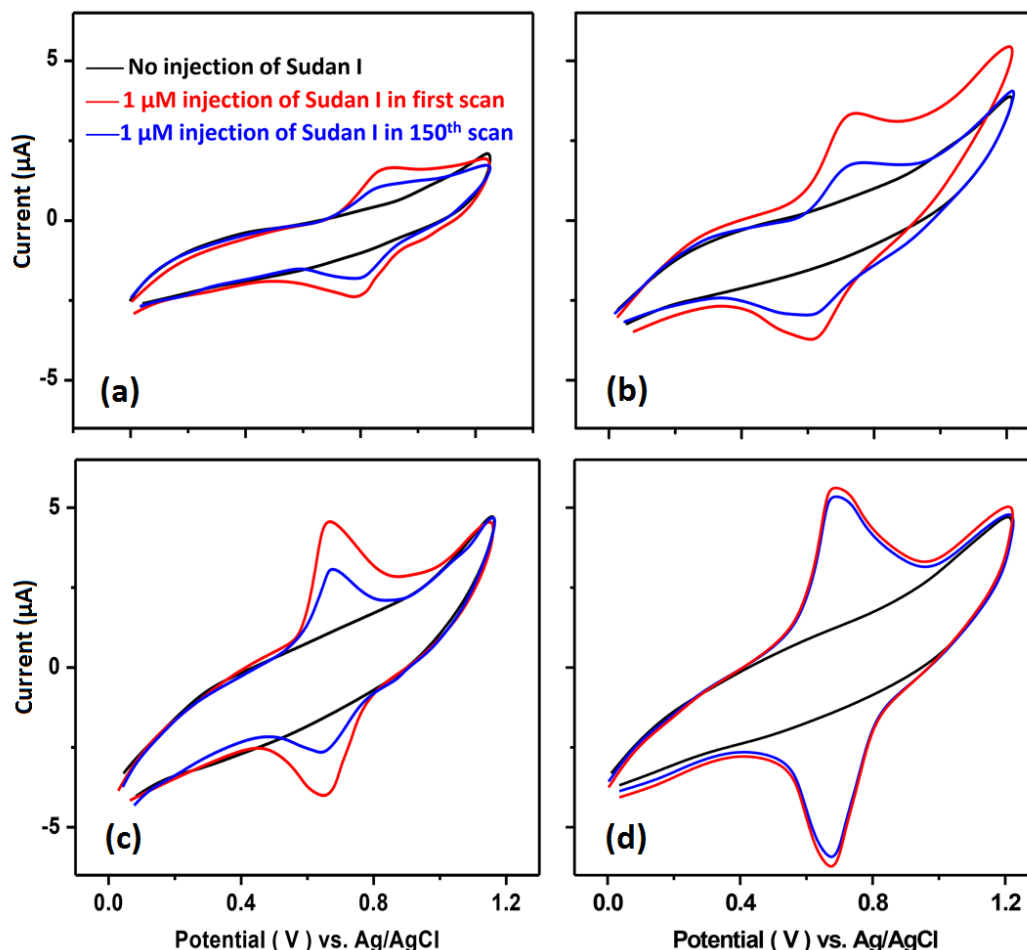 5
0
-5
Current (µA)
No injection of Sudan I
1 µM injection of Sudan I in first scan
1 µM injection of Sudan I in 150th scan
(a)
(b)
5
0
-5
Current (µA)
(c)
(d)
0.0 0.4 0.8 1.2
0.0 0.4 0.8 1.2
Potential ( V ) vs. Ag/AgCl
Potential ( V ) vs. Ag/AgCl